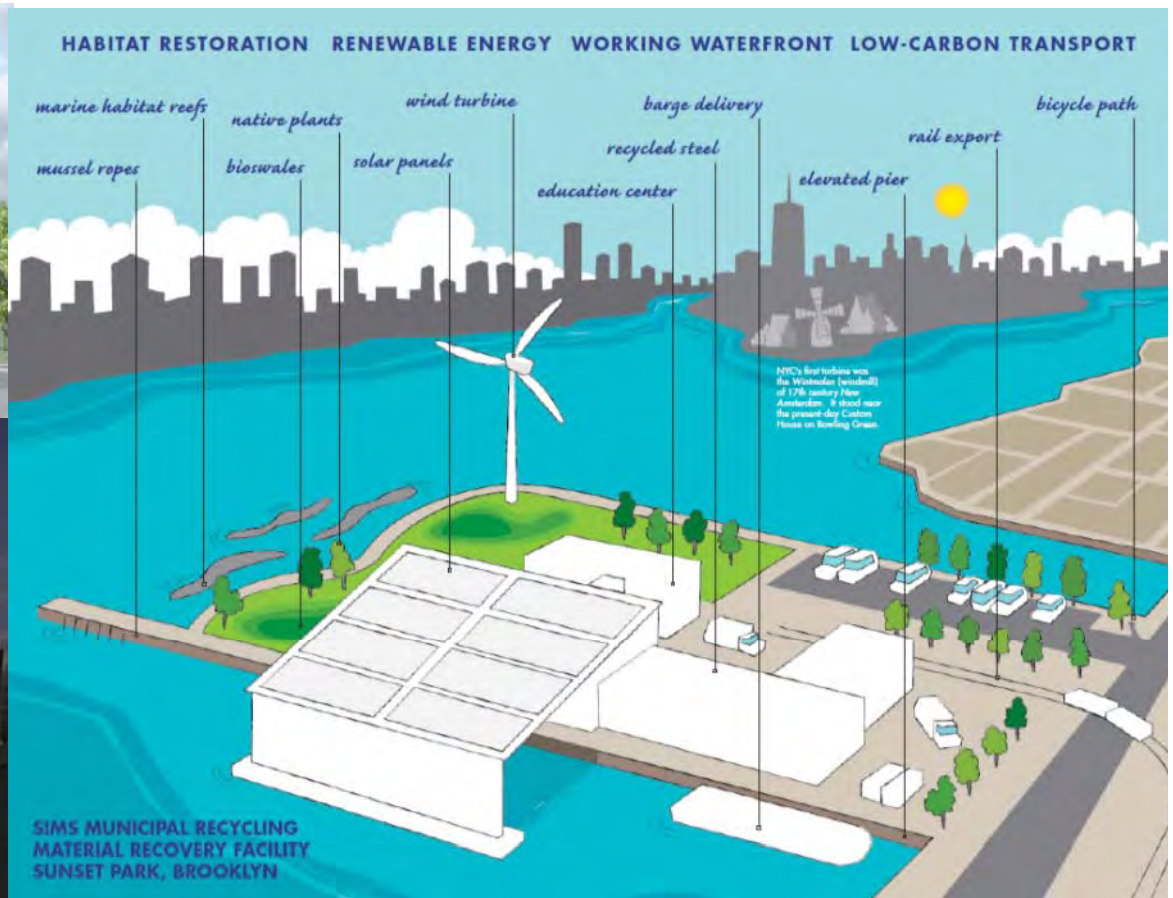 HABITAT RESTORATION RENEWABLE ENERGY WORKING WATERFRONT LOW-CARBON TRANSPORT
marine habitat reefs
native plants
wind turbine
barge delivery
bicycle path
mussel ropes
bioswales
solar panels
recycled steel
rail export
education center
elevated pier
NYC's first turbine was
the Wintmolen (windmill)
of 17th century New
Amsterdam. It stood near
the present-day Custom
House on Bowling Green.
SIMS MUNICIPAL RECYCLING
MATERIAL RECOVERY FACILITY
SUNSET PARK, BROOKLYN